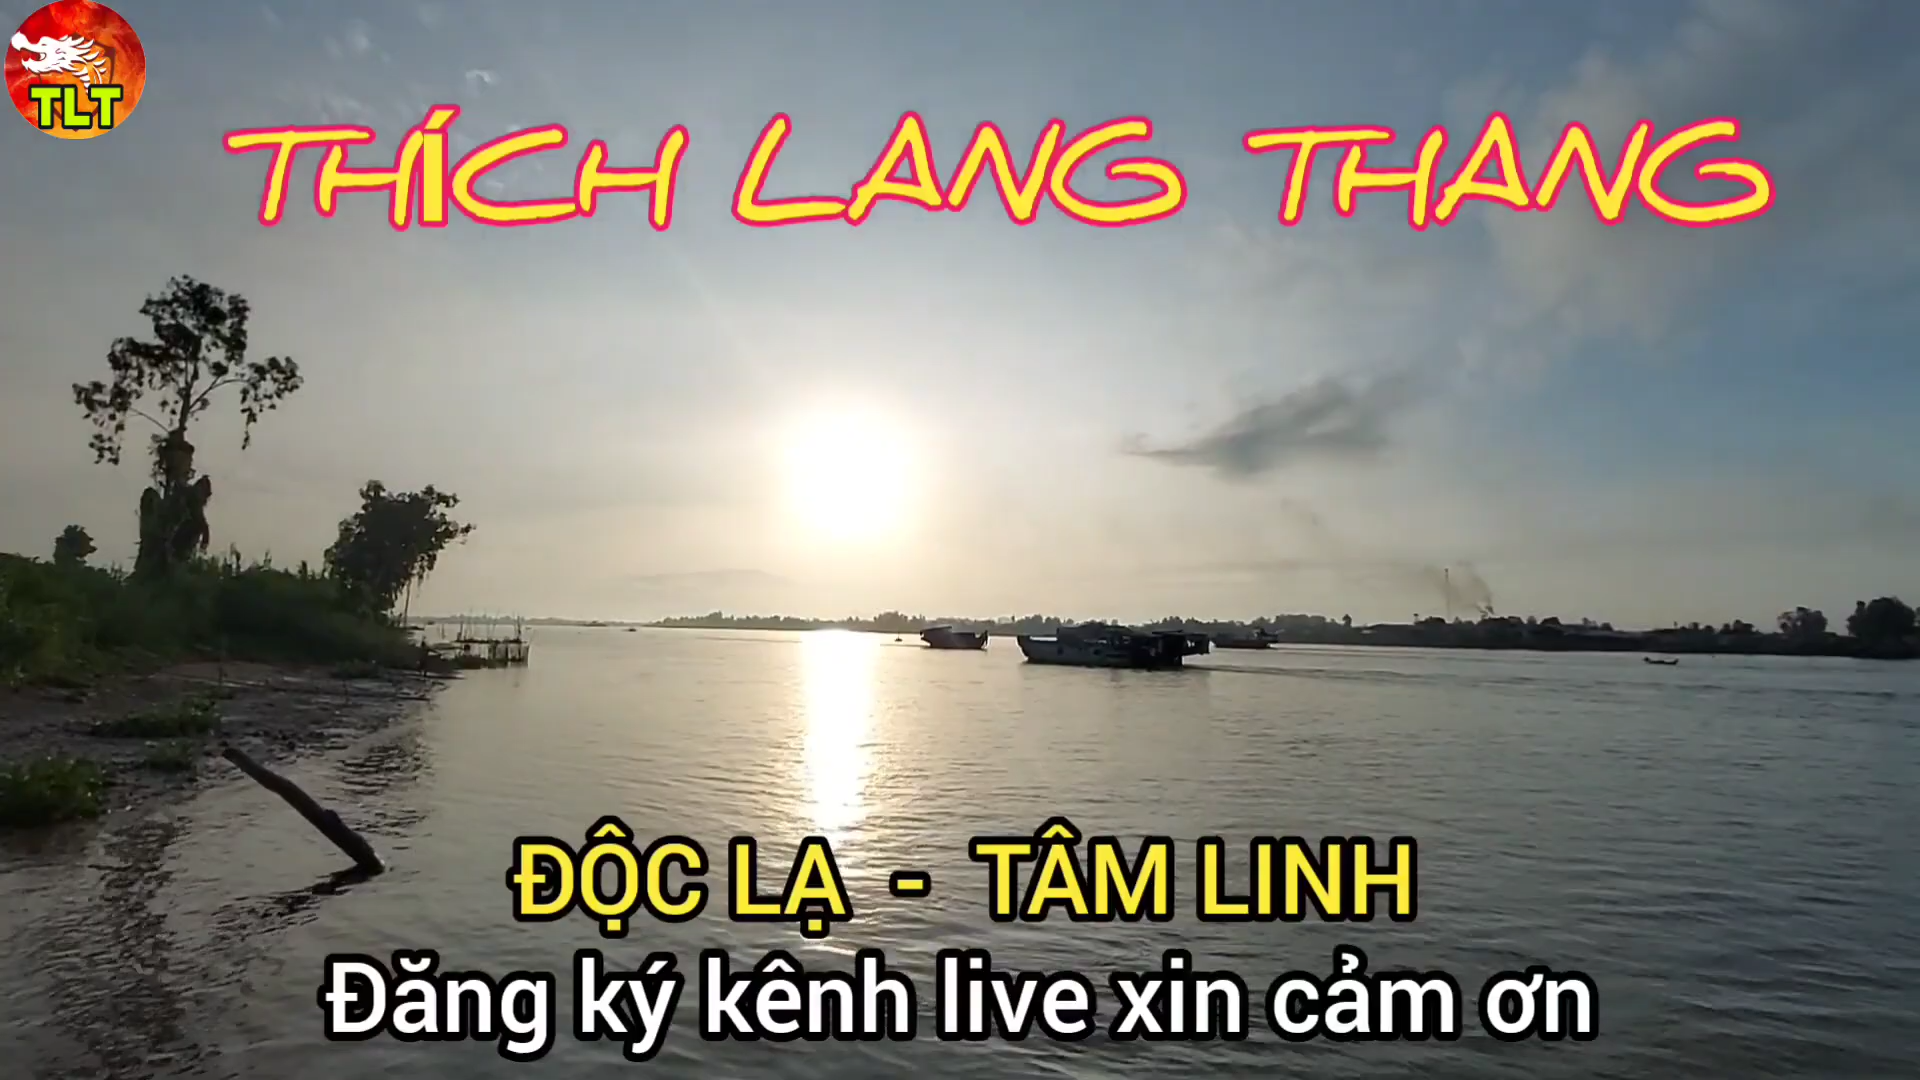 TLT
THÍCH LANG THANG
ĐỘC LẠ - TÂM LINH
Đăng ký kênh live xin cảm ơn